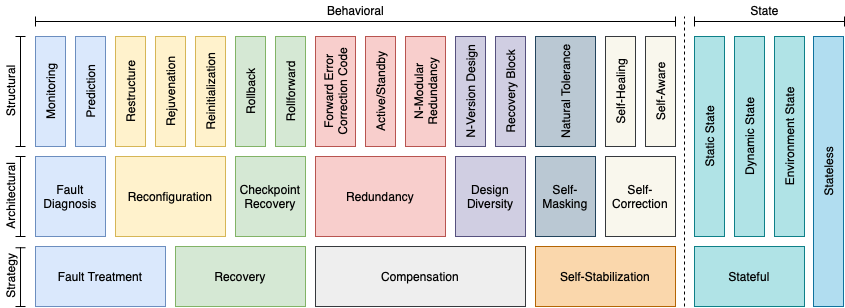 Behavioral
State
Structural
Monitoring
Prediction
Restructure
Rejuvenation
Reinitialization
Rollback
Rollforward
Forward Error
Correction Code
Active/Standby
N-Modular
Redundancy
N-Version Design
Recovery Block
Natural Tolerance
Self-Healing
Self-Aware
Static State
Dynamic State
Environment State
Stateless
Architectural
Fault
Diagnosis
Reconfiguration
Checkpoint
Recovery
Redundancy
Design
Diversity
Self-
Masking
Self-
Correction
Strategy
Fault Treatment
Recovery
Compensation
Self-Stabilization
Stateful